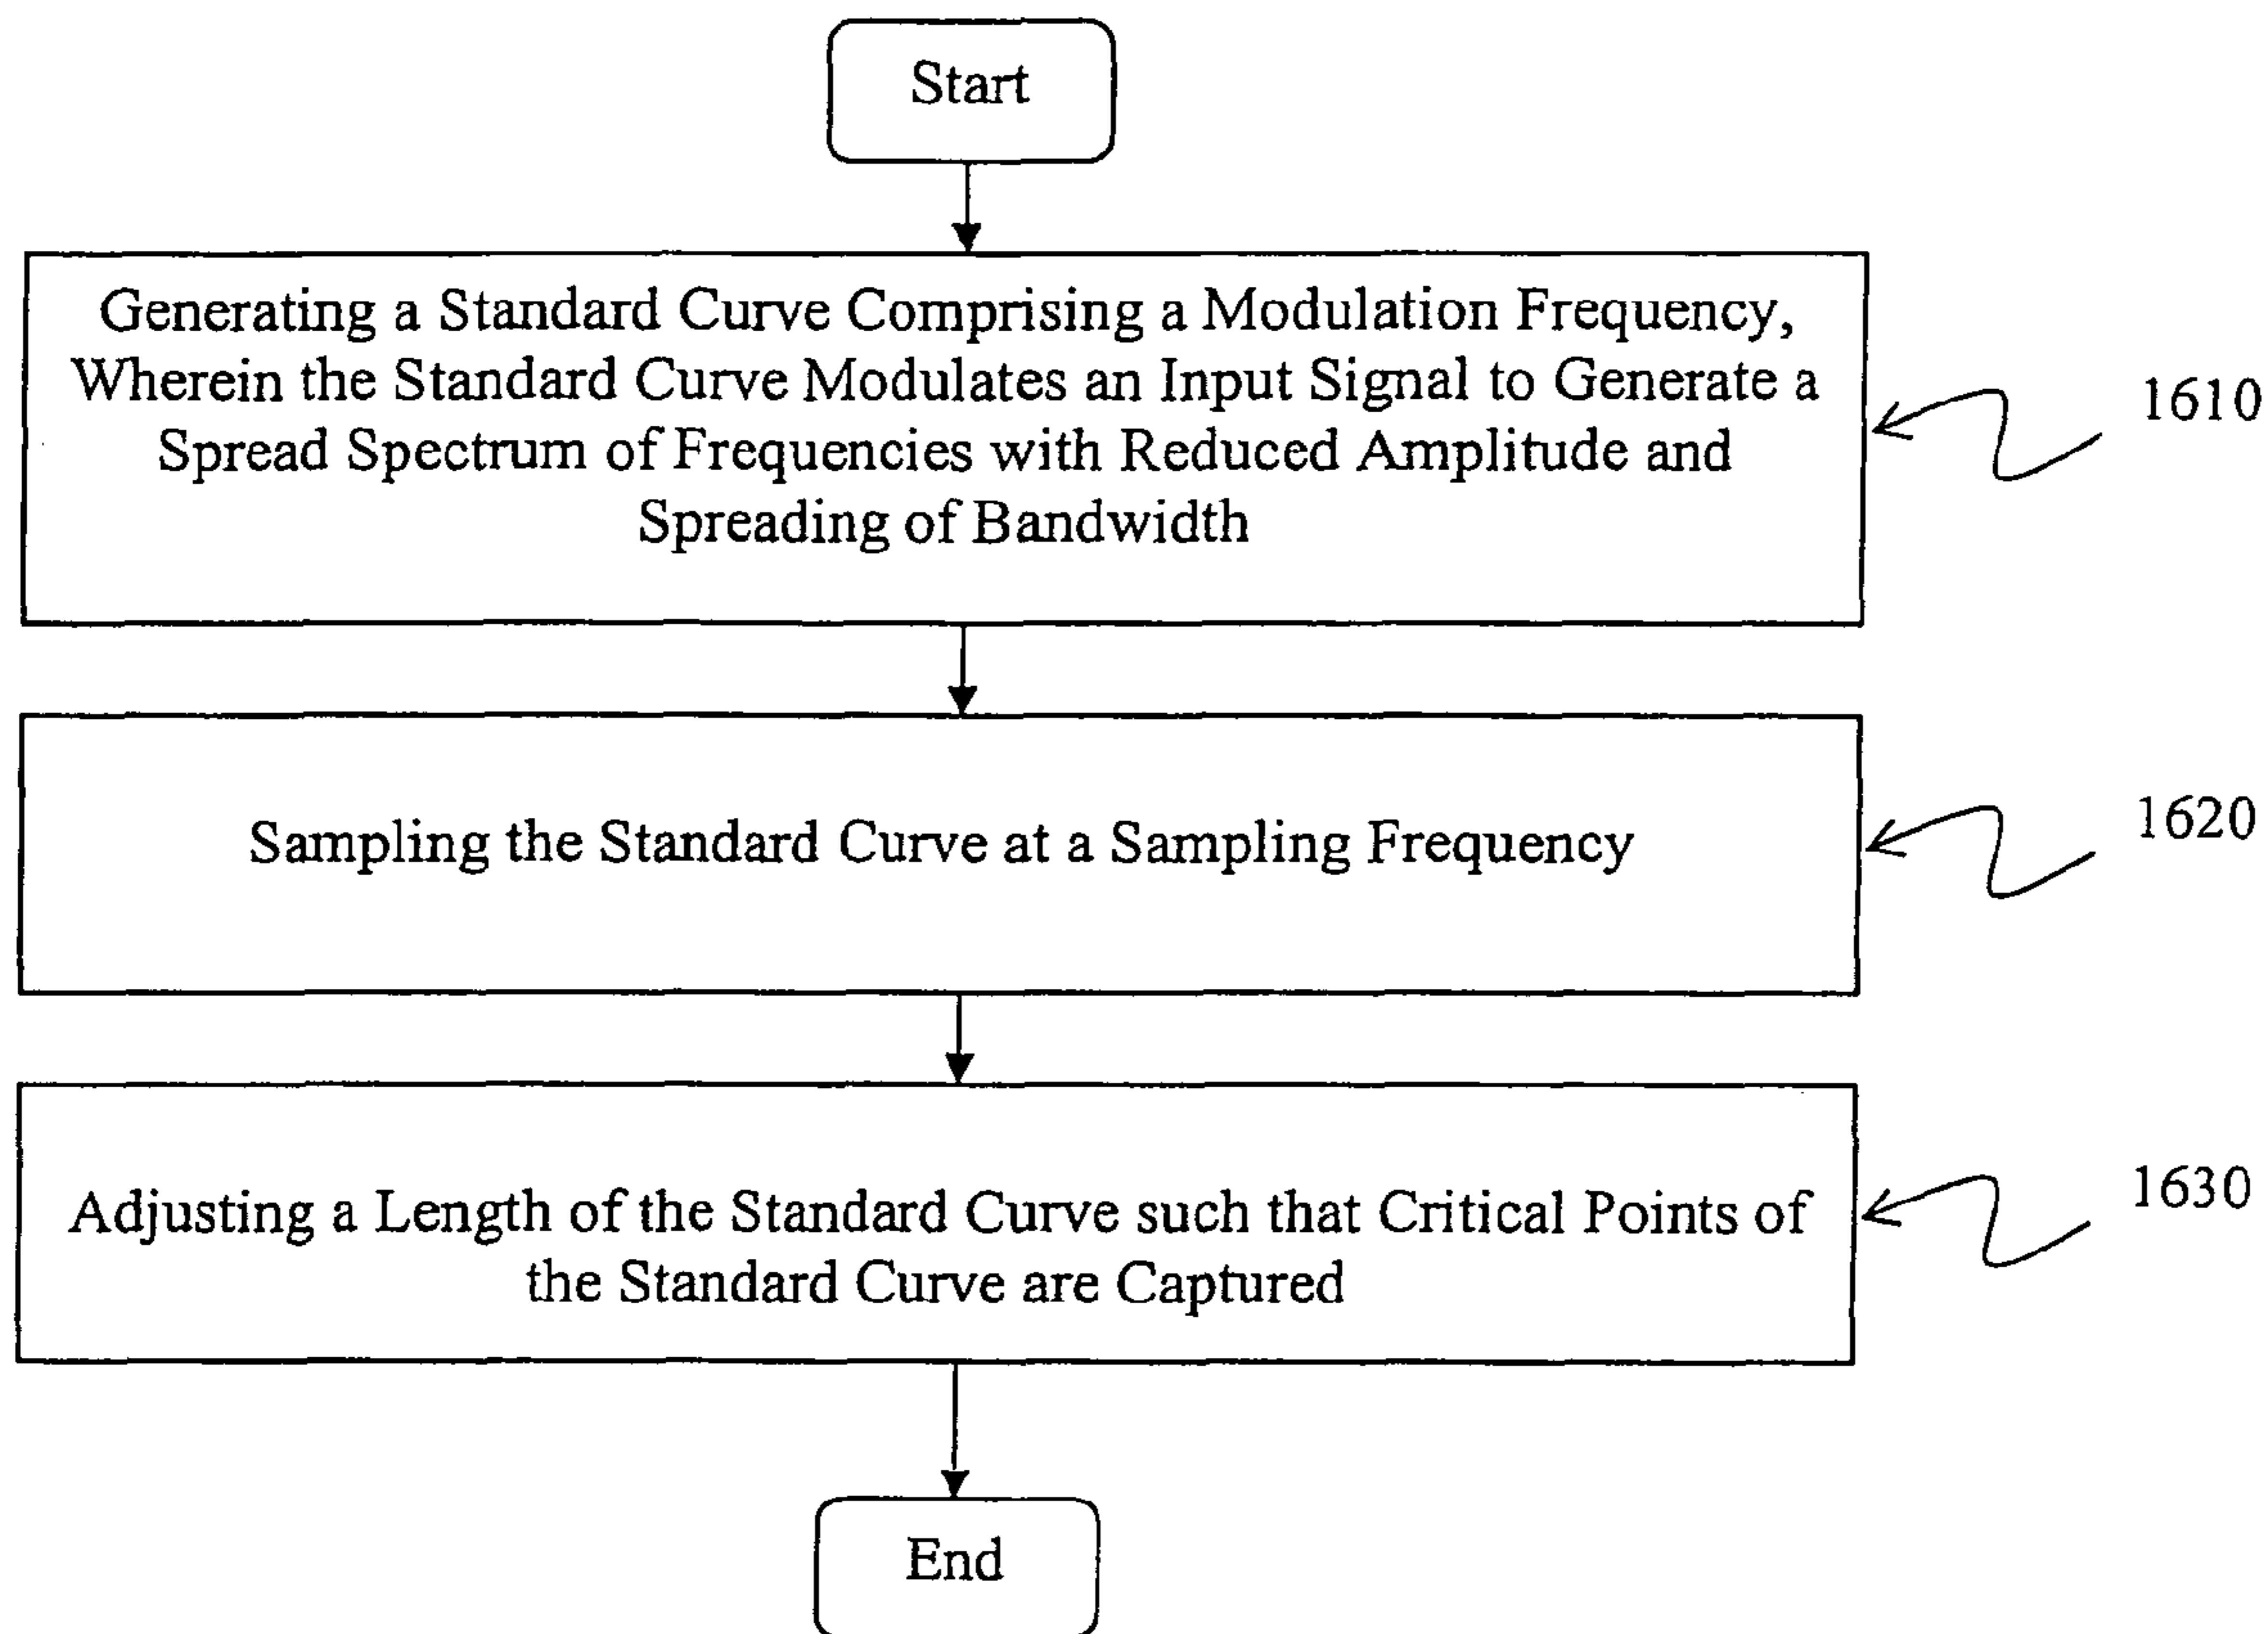 Start
Generating a Standard Curve Comprising a Modulation Frequency,
Wherein the Standard Curve Modulates an Input Signal to Generate a
Spread Spectrum of Frequencies with Reduced Amplitude and
Spreading of Bandwidth
1610
Sampling the Standard Curve at a Sampling Frequency
1620
Adjusting a Length of the Standard Curve such that Critical Points of
the Standard Curve are Captured
1630
End